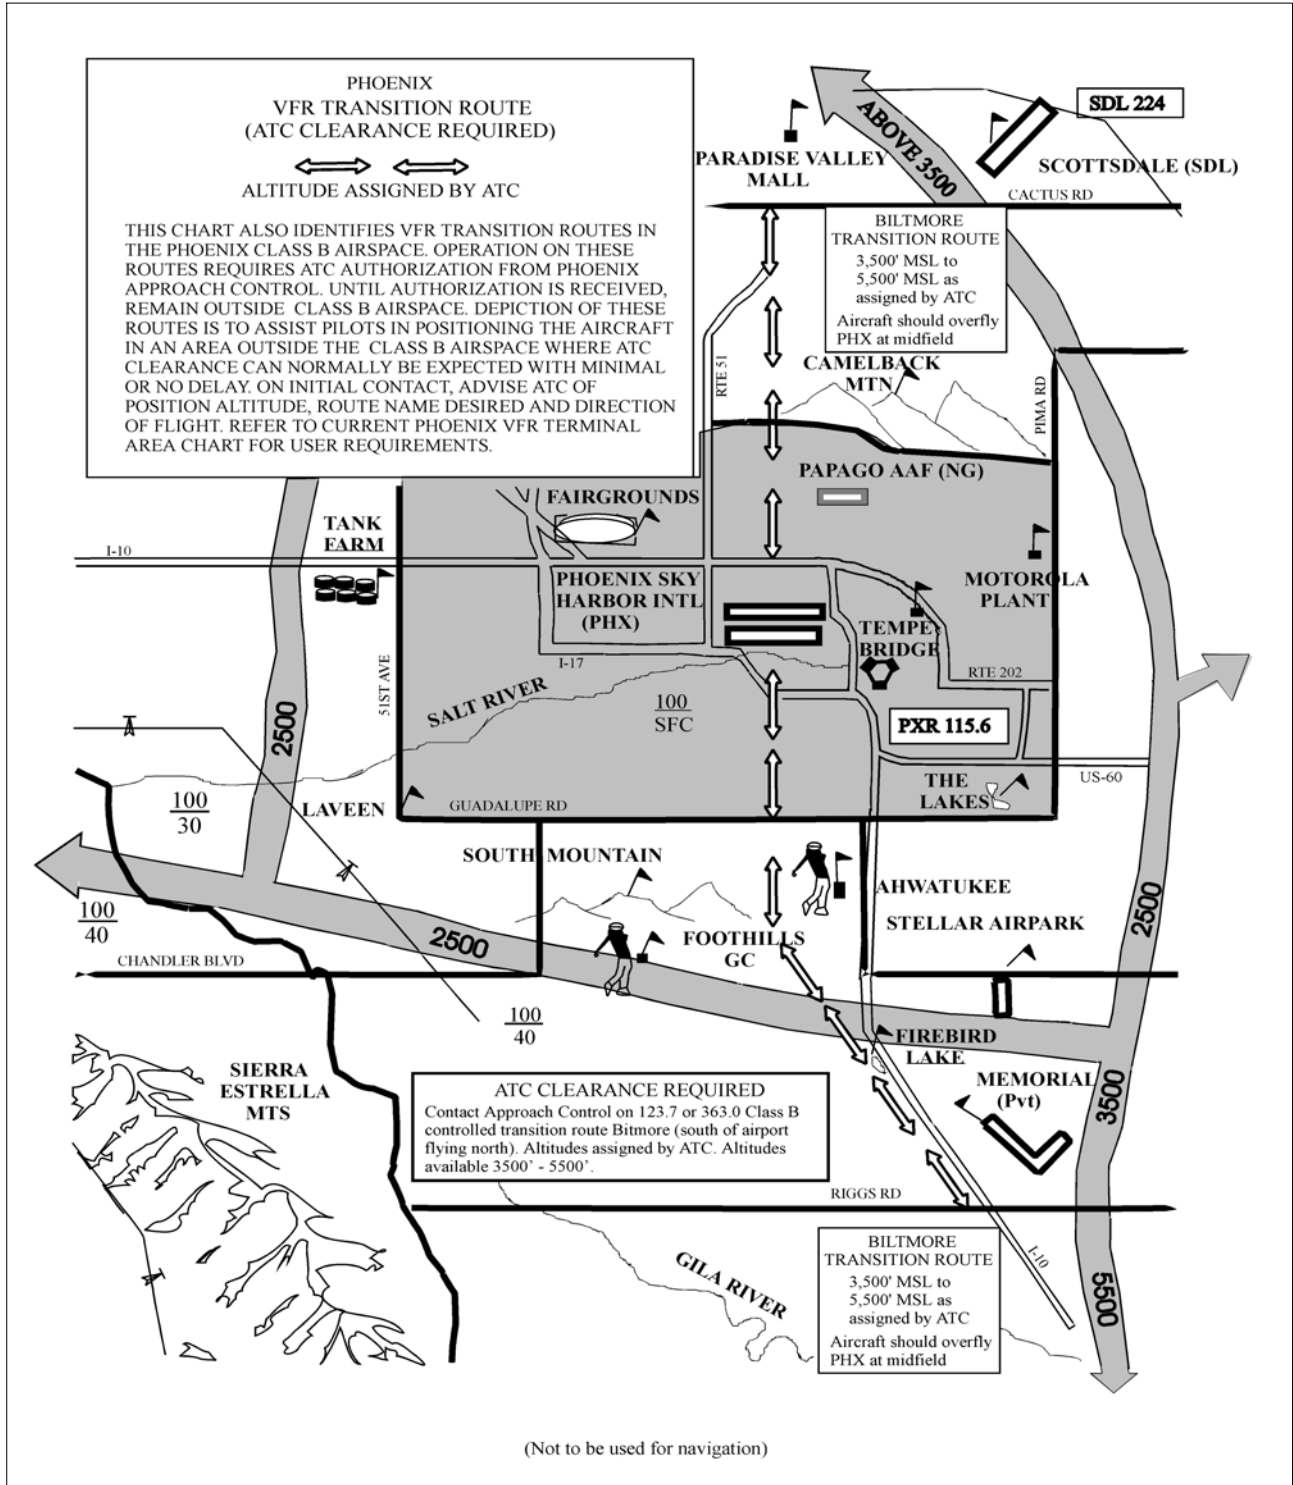 PHOENIX
VFR TRANSITION ROUTE
(ATC CLEARANCE REQUIRED)
ALTITUDE ASSIGNED BY ATC
THIS CHART ALSO IDENTIFIES VFR TRANSITION ROUTES IN
THE PHOENIX CLASS B AIRSPACE. OPERATION ON THESE
ROUTES REQUIRES ATC AUTHORIZATION FROM PHOENIX
APPROACH CONTROL. UNTIL AUTHORIZATION IS RECEIVED,
REMAIN OUTSIDE CLASS B AIRSPACE. DEPICTION OF THESE
ROUTES IS TO ASSIST PILOTS IN POSITIONING THE AIRCRAFT
IN AN AREA OUTSIDE THE CLASS B AIRSPACE WHERE ATC
CLEARANCE CAN NORMALLY BE EXPECTED WITH MINIMAL
OR NO DELAY. ON INITIAL CONTACT, ADVISE ATC OF
POSITION ALTITUDE, ROUTE NAME DESIRED AND DIRECTION
OF FLIGHT. REFER TO CURRENT PHOENIX VFR TERMINAL
AREA CHART FOR USER REQUIREMENTS.
SDL 224
ABOVE 3500
PARADISE VALLEY
MALL
SCOTTSDALE (SDL)
CACTUS RD
BILTMORE
TRANSITION ROUTE
3,500' MSL to
5,500' MSL as
assigned by ATC
Aircraft should overfly
PHX at midfield
RTE 51
CAMELBACK
MTN
PIMA RD
PAPAGO AAF (NG)
FAIRGROUNDS
TANK
FARM
I-10
PHOENIX SKY
HARBOR INTL
(PHX)
MOTOROLA
PLANT
TEMPE
BRIDGE
I-17
RTE 202
51ST AVE
SALT RIVER
100
SFC
PXR 115.6
2500
US-60
THE
LAKES
100
30
LAVEEN
GUADALUPE RD
SOUTH MOUNTAIN
AHWATUKEE
STELLAR AIRPARK
2500
100
40
2500
FOOTHILLS
GC
CHANDLER BLVD
100
40
FIREBIRD
LAKE
SIERRA
ESTRELLA
MTS
MEMORIAL
(Pvt)
3500
ATC CLEARANCE REQUIRED
Contact Approach Control on 123.7 or 363.0 Class B
controlled transition route Bitmore (south of airport
flying north). Altitudes assigned by ATC. Altitudes
available 3500' - 5500'.
RIGGS RD
GILA RIVER
I-10
5500
BILTMORE
TRANSITION ROUTE
3,500' MSL to
5,500' MSL as
assigned by ATC
Aircraft should overfly
PHX at midfield
(Not to be used for navigation)